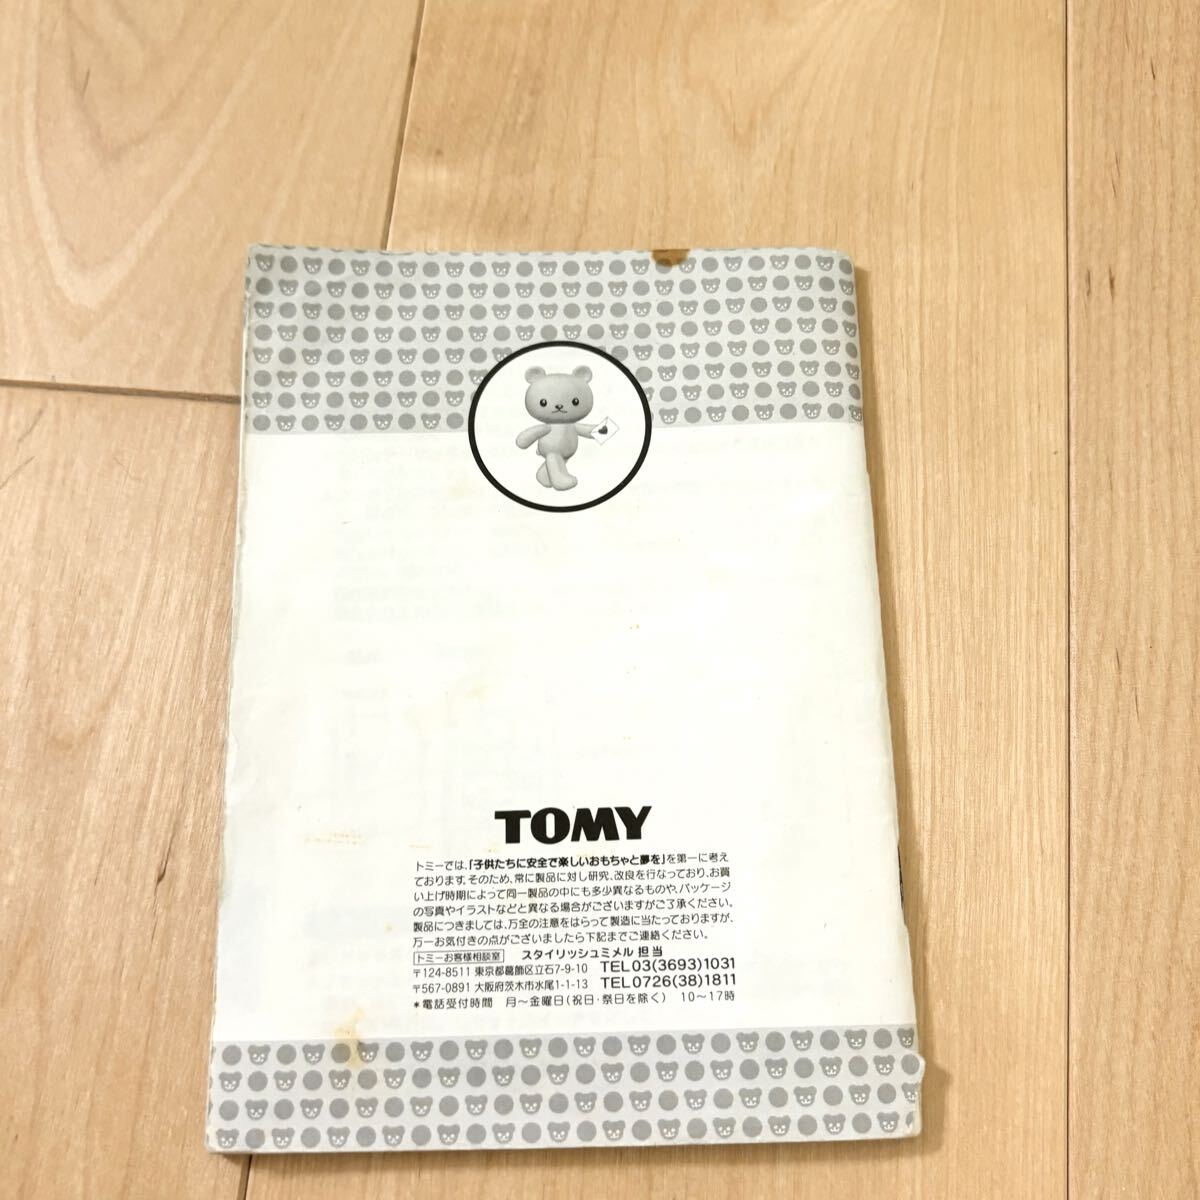 TOMY
トミーでは、「子供たちに安全で楽しいおもちゃと夢を」を第一に考え
ております。そのため、常に製品に対し研究、改良を行なっており、お買
い上げ時期によって同一製品の中にも多少異なるものや、パッケージ
の写真やイラストなどと異なる場合がございますがご了承ください。
製品につきましては、万全の注意をはらって製造に当たっておりますが、
万一お気付きの点がございましたら下記までご連絡ください。
トミーお客様相談室 スタイリッシュミメル 担当
〒124-8511 東京都葛飾区立石7-9-10 TEL03(3693)1031
〒567-0891 大阪府茨木市水尾1-1-13 TEL0726(38)1811
*電話受付時間 月〜金曜日(祝日・祭日を除く) 10〜17時